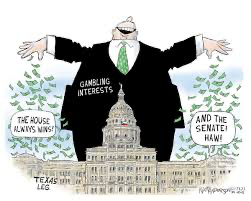 GAMBLING
INTERESTS
THE HOUSE
ALWAYS WINS!
AND THE
SENATE!
HAW!
TEXAS
LEG.